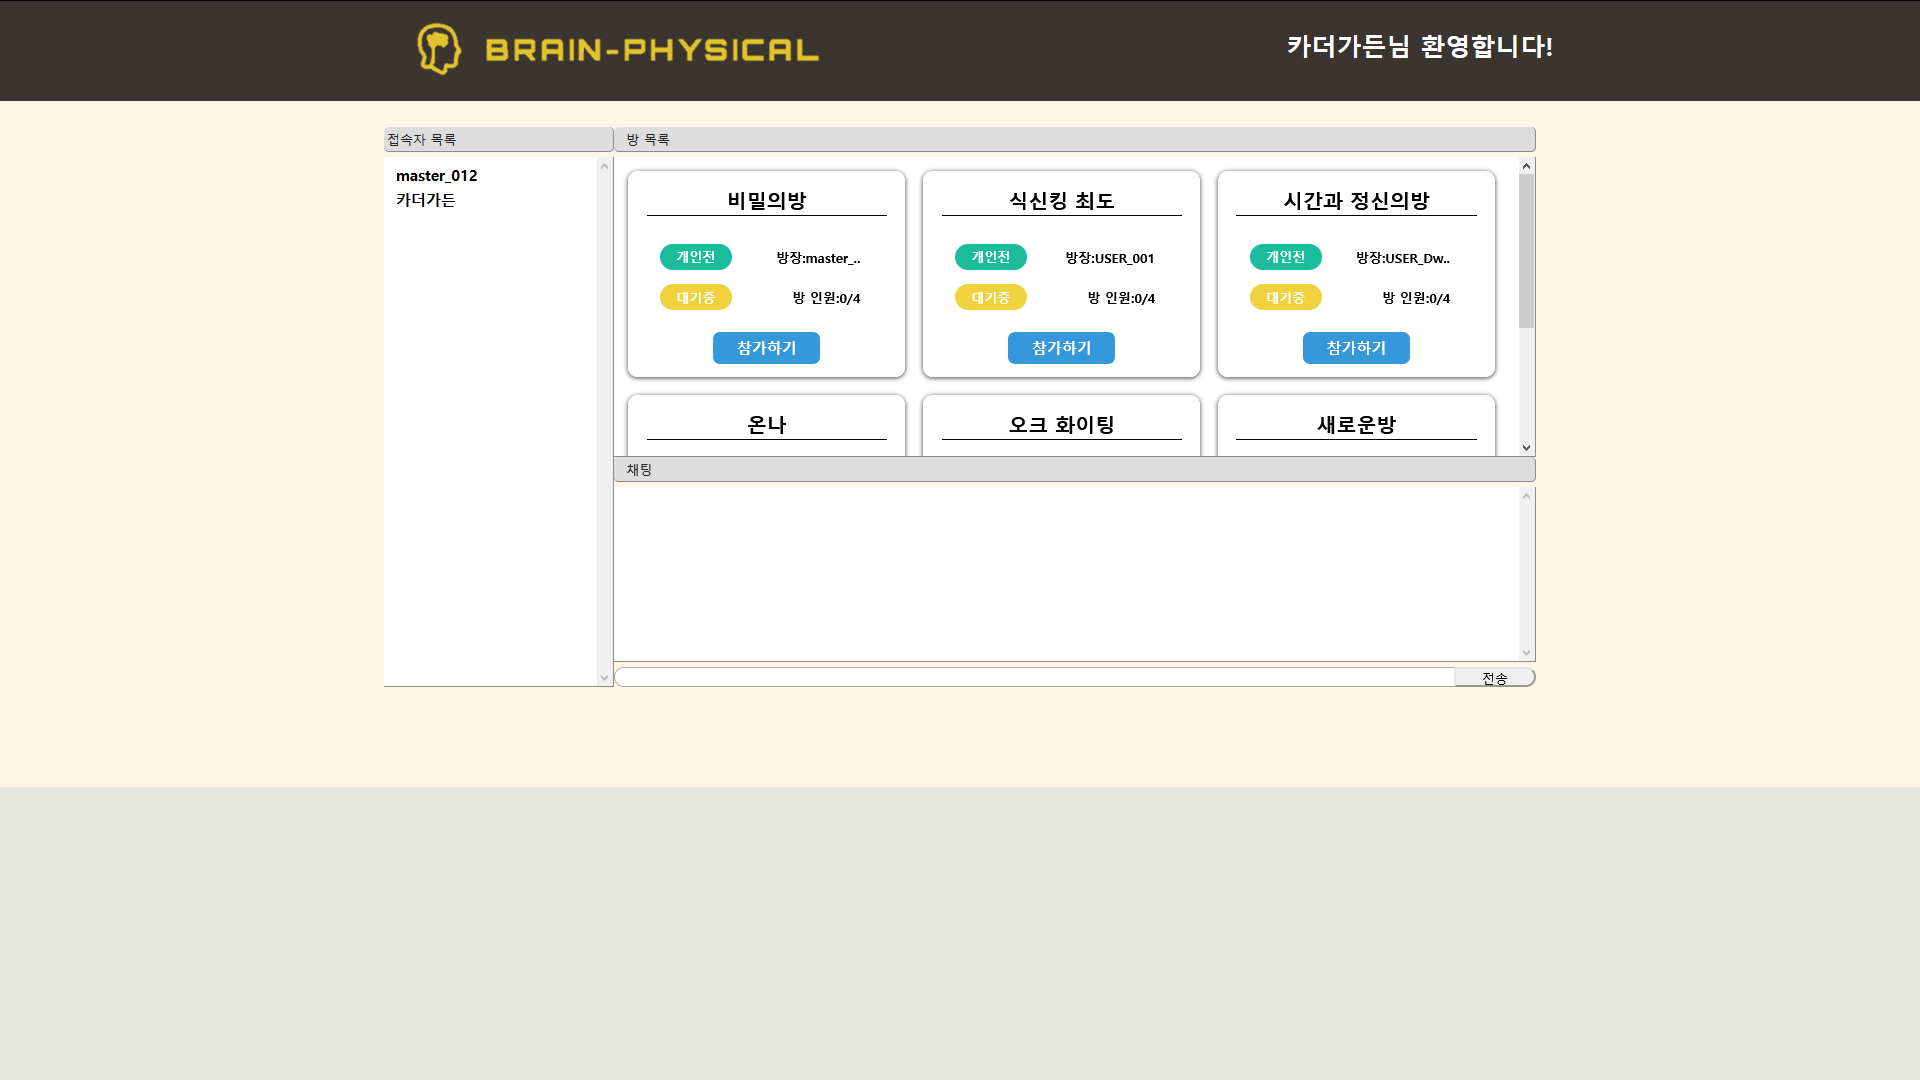 BRAIN-PHYSICAL
카더가든님 환영합니다!
접속자 목록
master_012
카더가든
방 목록
비밀의방
개인전
방장:master_..
대기중
방 인원:0/4
참가하기
식신킹 최도
개인전
방장:USER_001
대기중
방 인원:0/4
참가하기
시간과 정신의방
개인전
방장:USER_Dw..
대기중
방 인원:0/4
참가하기
온나
오크 화이팅
새로운방
채팅
전송